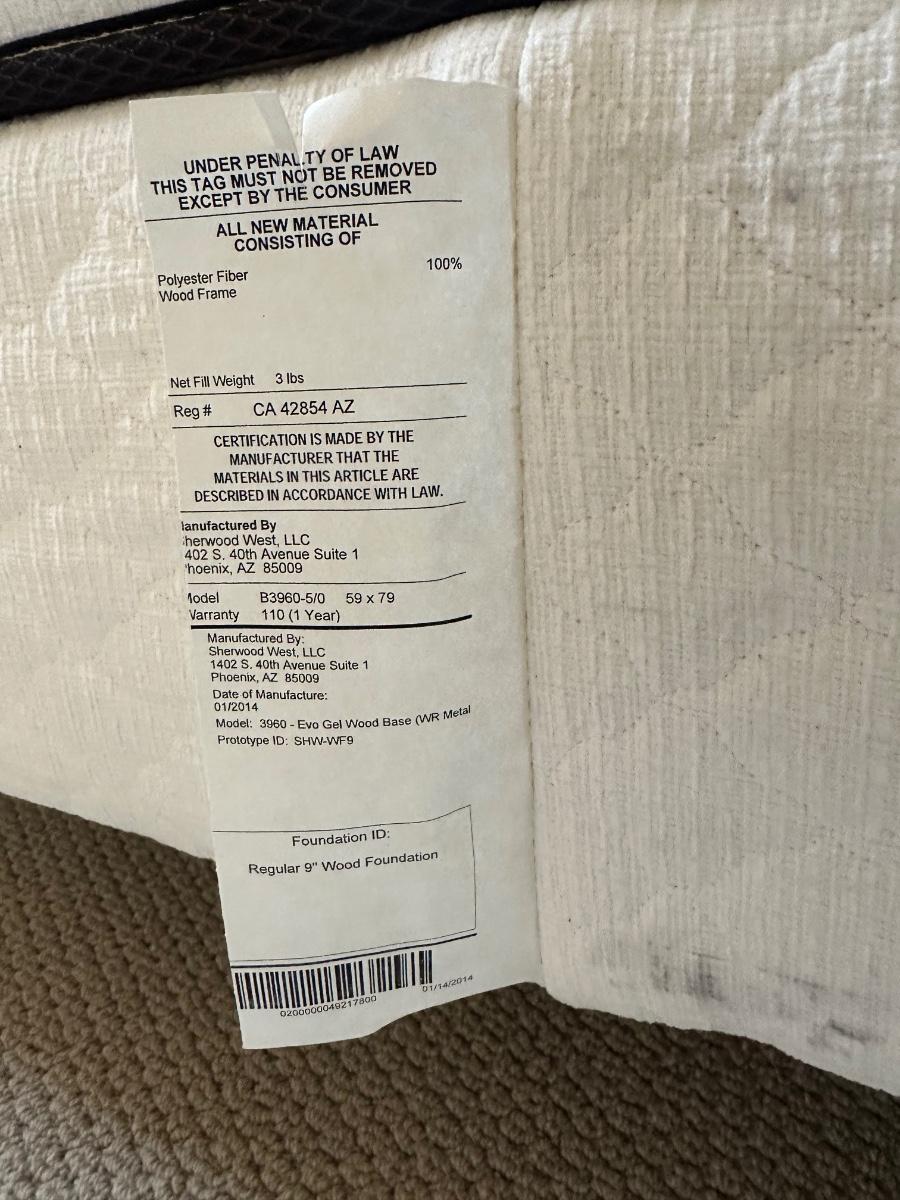 UNDER PENALTY OF LAW
THIS TAG MUST NOT BE REMOVED
EXCEPT BY THE CONSUMER
ALL NEW MATERIAL
CONSISTING OF
Polyester Fiber 100%
Wood Frame
Net Fill Weight 3 lbs
Reg # CA 42854 AZ
CERTIFICATION IS MADE BY THE
MANUFACTURER THAT THE
MATERIALS IN THIS ARTICLE ARE
DESCRIBED IN ACCORDANCE WITH LAW.
anufactured By
herwood West, LLC
402 S. 40th Avenue Suite 1
hoenix, AZ 85009
odel B3960-5/0 59 x 79
Warranty 110 (1 Year)
Manufactured By:
Sherwood West, LLC
1402 S. 40th Avenue Suite 1
Phoenix, AZ 85009
Date of Manufacture:
01/2014
Model: 3960 - Evo Gel Wood Base (WR Metal
Prototype ID: SHW-WF9
Foundation ID:
Regular 9" Wood Foundation
01/14/2014
0200000049217800